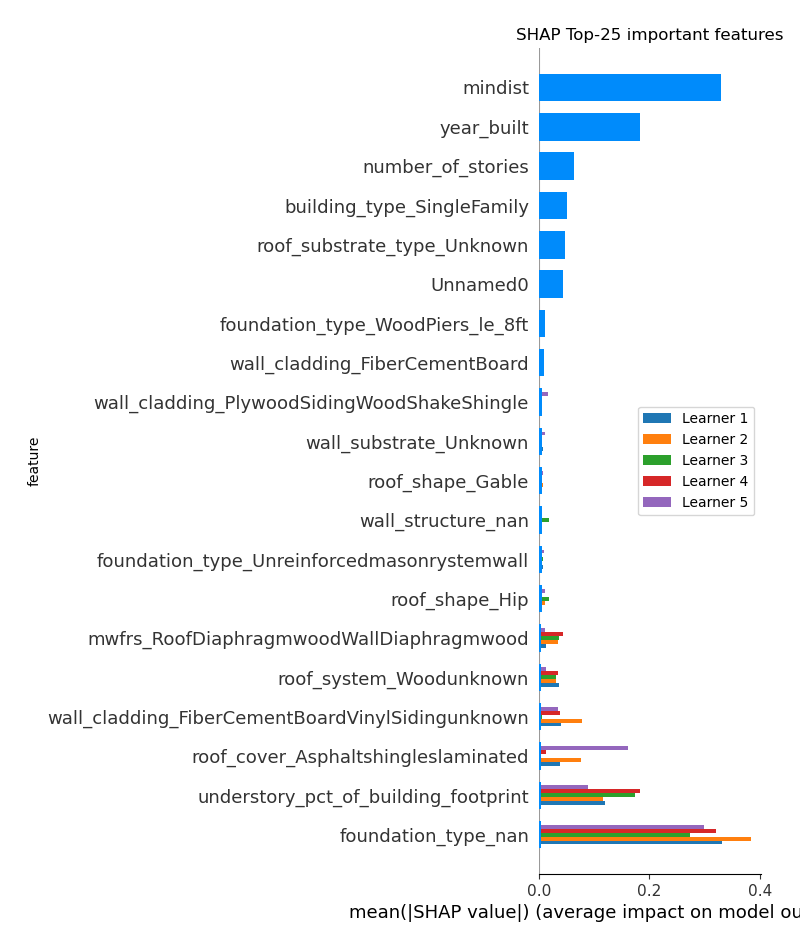 SHAP Top-25 important features
mindist
year_built
number_of_stories
building_type_SingleFamily
roof_substrate_type_Unknown
Unnamed0
foundation_type_WoodPiers_le_8ft
wall_cladding_FiberCementBoard
wall_cladding_PlywoodSidingWoodShakeShingle
wall_substrate_Unknown
roof_shape_Gable
wall_structure_nan
foundation_type_Unreinforcedmasonrystemwall
roof_shape_Hip
mwfrs_RoofDiaphragmwoodWallDiaphragmwood
roof_system_Woodunknown
wall_cladding_FiberCementBoardVinylSidingunknown
roof_cover_Asphaltshingleslaminated
understory_pct_of_building_footprint
foundation_type_nan
feature
Learner 1
Learner 2
Learner 3
Learner 4
Learner 5
0.0 0.2 0.4
mean(|SHAP value|) (average impact on model ou